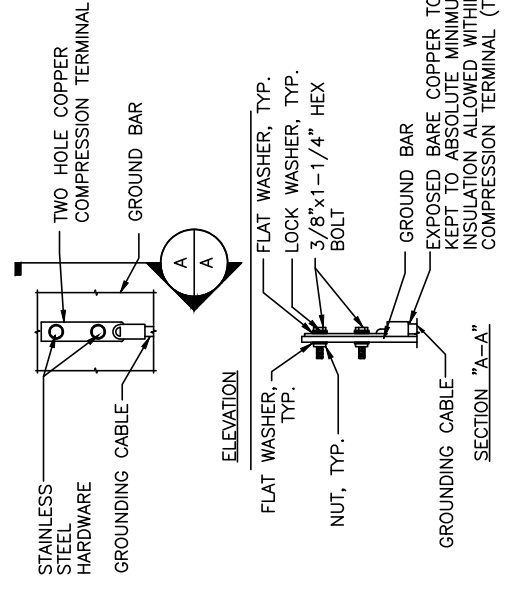 TWO HOLE COPPER
COMPRESSION TERMINAL
GROUND BAR
STAINLESS
STEEL
HARDWARE
GROUNDING CABLE
A
A
ELEVATION
FLAT WASHER, TYP.
LOCK WASHER, TYP.
3/8"x1-1/4" HEX
BOLT
FLAT WASHER,
TYP.
NUT, TYP.
GROUND BAR
EXPOSED BARE COPPER TO
KEPT TO ABSOLUTE MINIMUM
INSULATION ALLOWED WITHI
COMPRESSION TERMINAL (T
GROUNDING CABLE
SECTION "A-A"